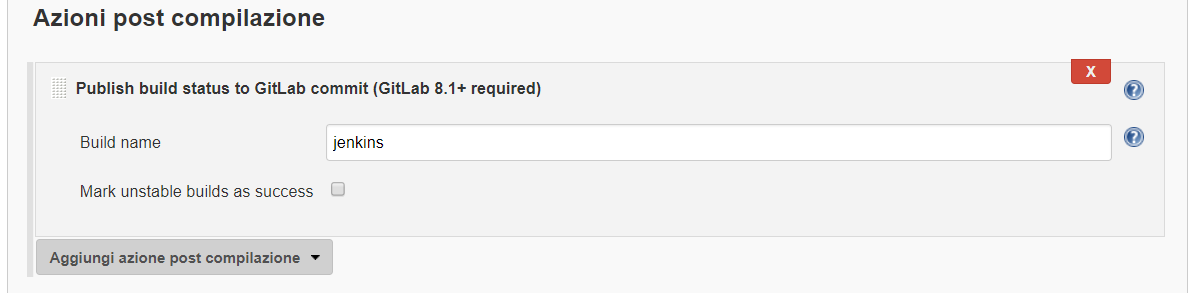 Azioni post compilazione
X
Publish build status to GitLab commit (GitLab 8.1+ required)
?
Build name
jenkins
?
Mark unstable builds as success
Aggiungi azione post compilazione